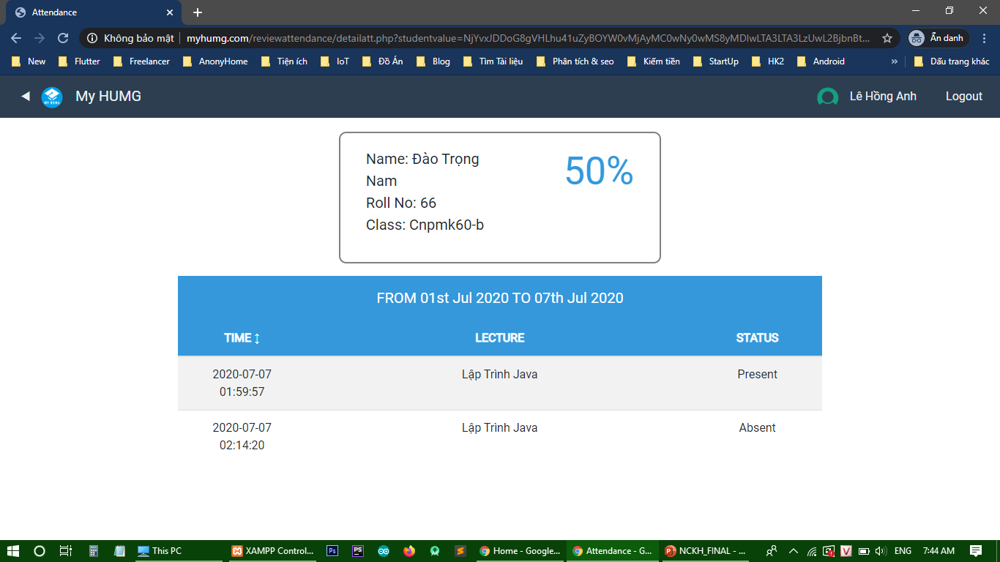 Attendance
Không bảo mật
myhumg.com/reviewattendance/detailatt.php?studentvalue=NjYvxJDDoG8gVHLhu41uZyBOYW0vMjAyMC0wNy0wMS8yMDIwLTA3LTA3LzUwL2BjbnBt...
Ẩn danh
New
Flutter
Freelancer
AnonyHome
Tiện ích
IoT
Đồ Án
Blog
Tìm Tài liệu
Phân tích & seo
Kiếm tiền
StartUp
HK2
Android
»
Dấu trang khác
My HUMG
Lê Hồng Anh
Logout
Name: Đào Trọng
Nam
Roll No: 66
Class: Cnpmk60-b
50%
FROM 01st Jul 2020 TO 07th Jul 2020
TIME
LECTURE
STATUS
2020-07-07
01:59:57
Lập Trình Java
Present
2020-07-07
02:14:20
Lập Trình Java
Absent
This PC
XAMPP Control...
Ps
PS
Home - Google...
Attendance - G...
NCKH_FINAL - ...
V
ENG
7:44 AM